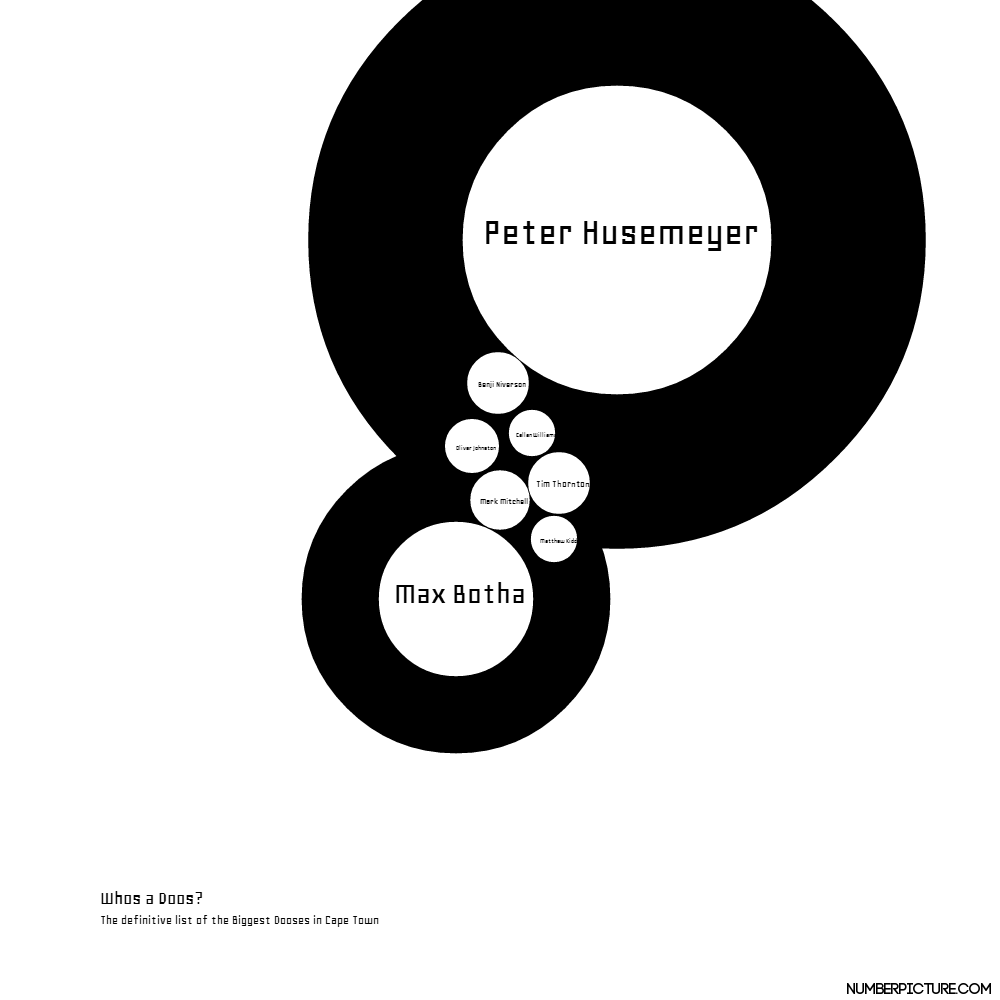 Peter Husemeyer
Benji Niverson
Callan Williams
Oliver Johnston
Tim Thornton
Mark Mitchell
Matthew Kidd
Max Botha
Whos a Doos?
The definitive list of the Biggest Dooses in Cape Town
NUMBERPICTURE.COM